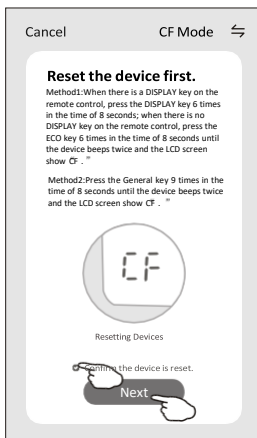 Cancel CF Mode
Reset the device first.
Method1:When there is a DISPLAY key on the
remote control, press the DISPLAY key 6 times
in the time of 8 seconds; when there is no
DISPLAY key on the remote control, press the
ECO key 6 times in the time of 8 seconds until
the device beeps twice and the LCD screen
show “CF . ”
Method2:Press the General key 9 times in the
time of 8 seconds until the device beeps twice
and the LCD screen show “CF . ”
CF
Resetting Devices
Confirm the device is reset.
Next